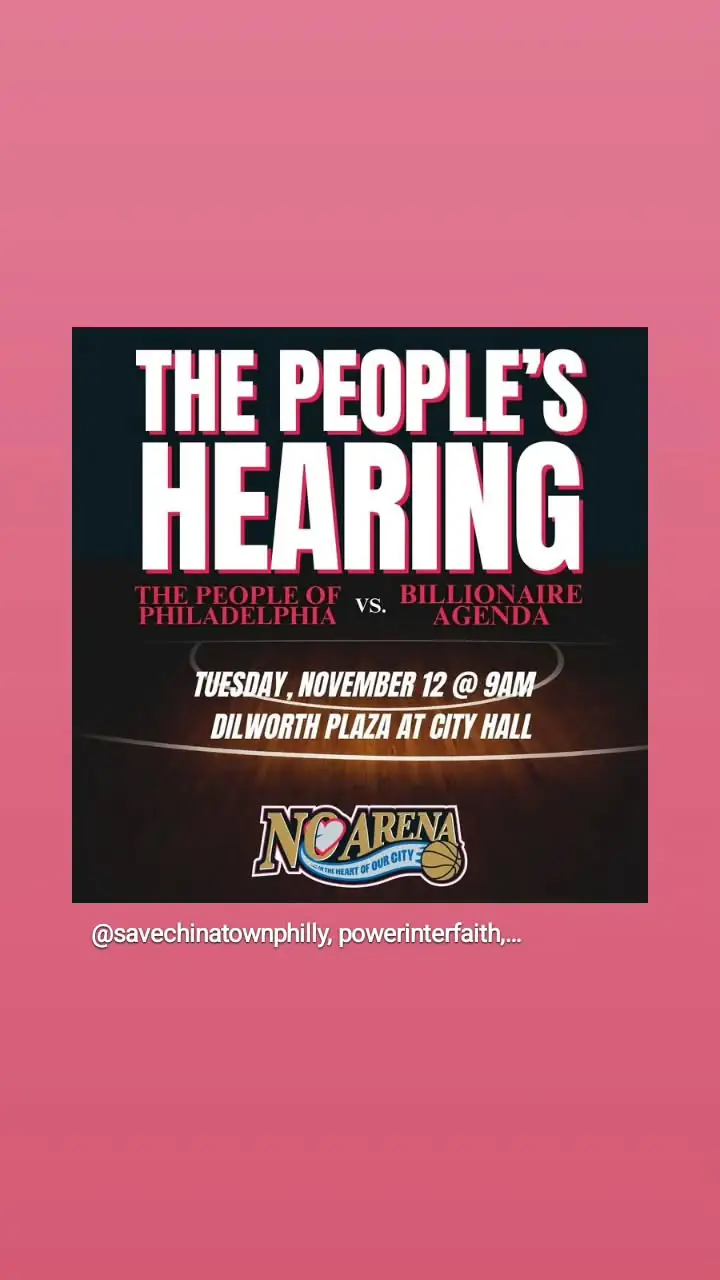 THE PEOPLE'S
HEARING
THE PEOPLE OF
PHILADELPHIA
VS.
BILLIONAIRE
AGENDA
TUESDAY, NOVEMBER 12 @ 9AM
DILWORTH PLAZA AT CITY HALL
NO ARENA
IN THE HEART OF OUR CITY
@savechinatownphilly, powerinterfaith,...